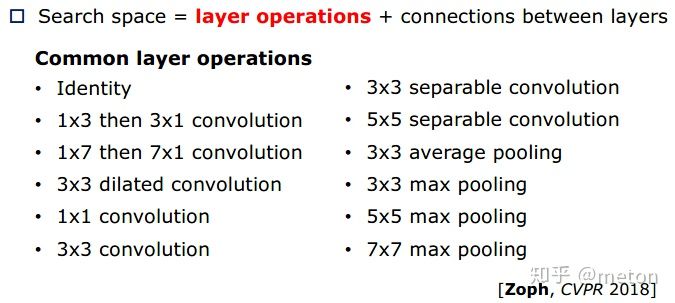 Search space = layer operations + connections between layers
Common layer operations
• Identity
• 1x3 then 3x1 convolution
• 1x7 then 7x1 convolution
• 3x3 dilated convolution
• 1x1 convolution
• 3x3 convolution
• 3x3 separable convolution
• 5x5 separable convolution
• 3x3 average pooling
• 3x3 max pooling
• 5x5 max pooling
• 7x7 max pooling
知乎 @meton
[Zoph, CVPR 2018]